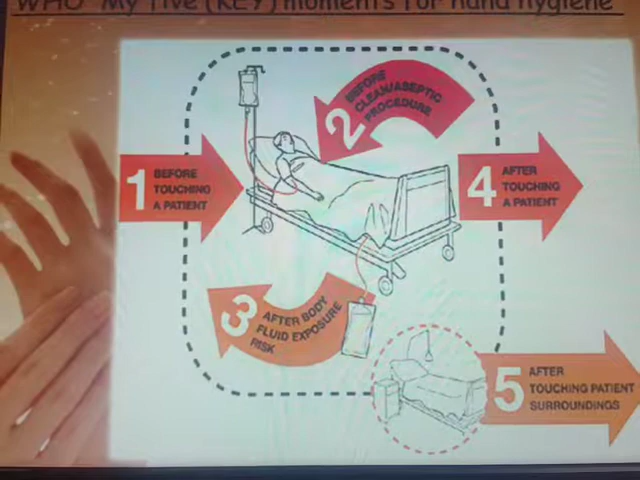 WHO "My five (KEY) moments for hand hygiene
1 BEFORE
TOUCHING
A PATIENT
2 BEFORE
CLEAN/ASEPTIC
PROCEDURE
3 AFTER BODY
FLUID EXPOSURE
RISK
4 AFTER
TOUCHING
A PATIENT
5 AFTER
TOUCHING PATIENT
SURROUNDINGS